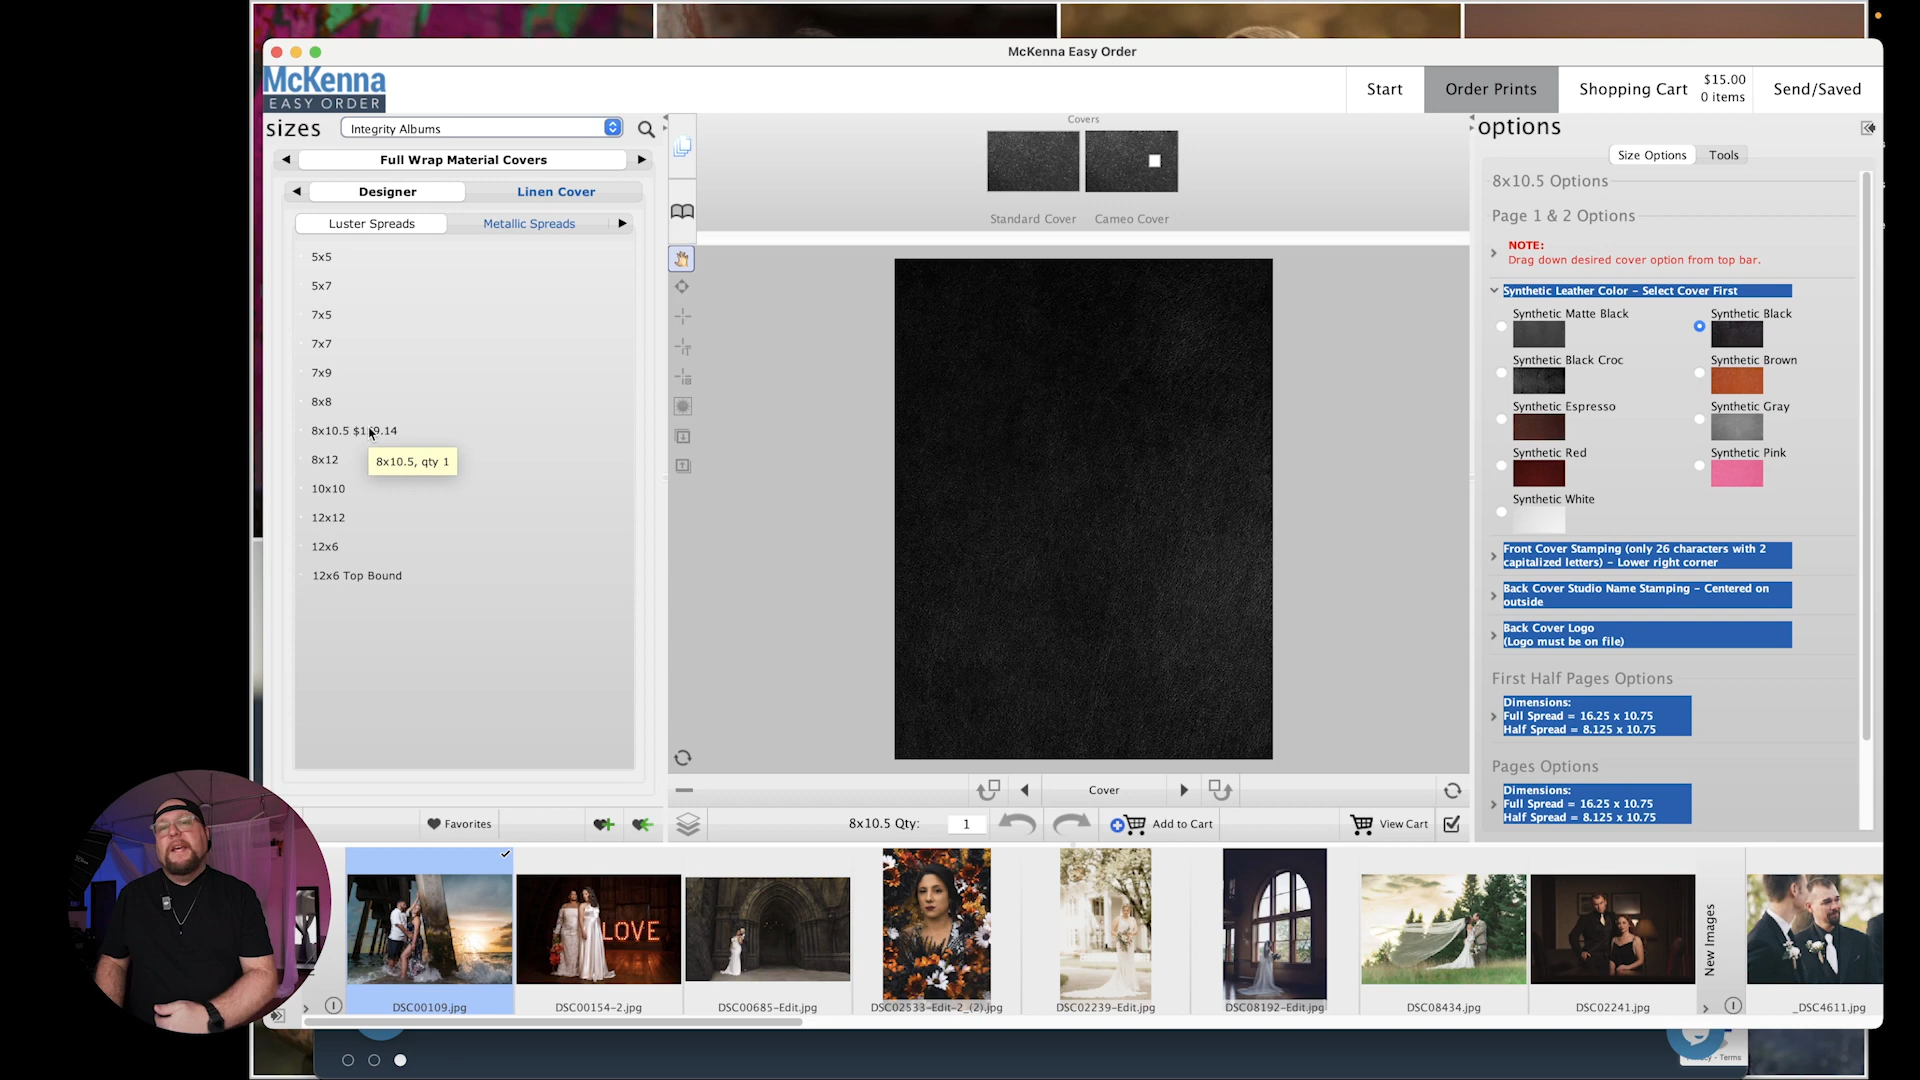 McKenna Easy Order
McKenna
EASY ORDER
Start
Order Prints
Shopping Cart
$15.00
0 items
Send/Saved
sizes
Integrity Albums
Full Wrap Material Covers
Designer
Linen Cover
Luster Spreads
Metallic Spreads
5x5
5x7
7x5
7x7
7x9
8x8
8x10.5
8x12
8x10.5, qty 1
10x10
12x12
12x6
12x6 Top Bound
Favorites
Covers
Standard Cover
Cameo Cover
Cover
8x10.5 Qty:
1
Add to Cart
View Cart
options
Size Options
Tools
8x10.5 Options
Page 1 & 2 Options
NOTE:
Drag down desired cover option from top bar.
Synthetic Leather Color - Select Cover First
Synthetic Matte Black
Synthetic Black
Synthetic Black Croc
Synthetic Brown
Synthetic Espresso
Synthetic Gray
Synthetic Red
Synthetic Pink
Synthetic White
Front Cover Stamping (only 26 characters with 2
capitalized letters) - Lower right corner
Back Cover Studio Name Stamping - Centered on
outside
Back Cover Logo
(Logo must be on file)
First Half Pages Options
Dimensions:
Full Spread = 16.25 x 10.75
Half Spread = 8.125 x 10.75
Pages Options
Dimensions:
Full Spread = 16.25 x 10.75
Half Spread = 8.125 x 10.75
LOVE
New Images
DSC00109.jpg
DSC00154-2.jpg
DSC00685-Edit.jpg
DSC02533-Edit-2_(2).jpg
DSC02239-Edit.jpg
DSC08192-Edit.jpg
DSC08434.jpg
DSC02241.jpg
_DSC4611.jpg
- Terms